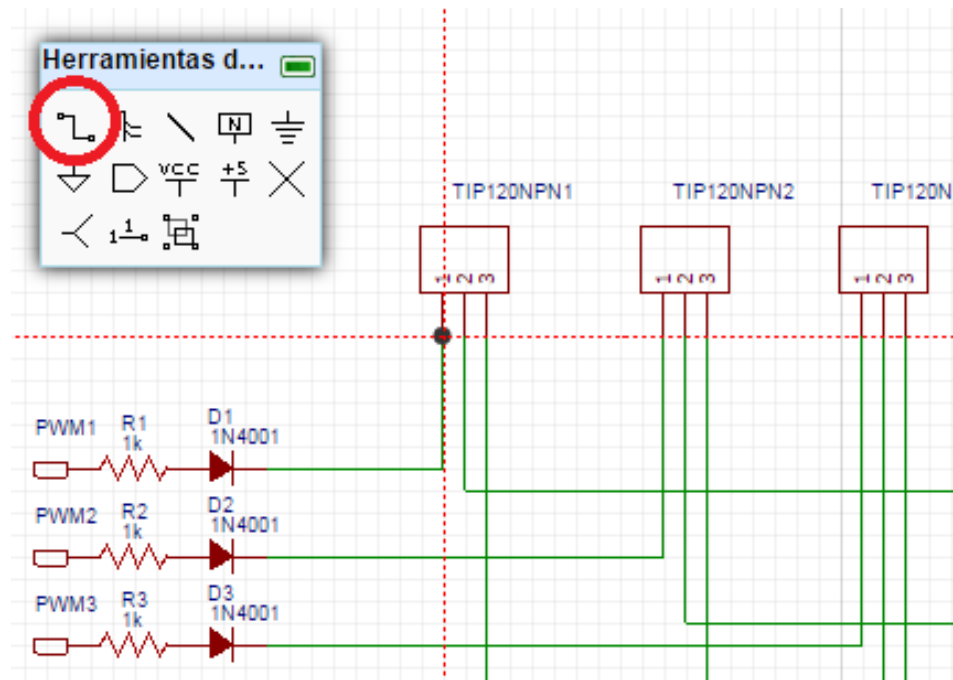 Herramientas d...
N
VCC +5
1 1
TIP120NPN1 TIP120NPN2 TIP120N
1 2 3 1 2 3 1 2 3
PWM1 R1 1k D1 1N4001
PWM2 R2 1k D2 1N4001
PWM3 R3 1k D3 1N4001